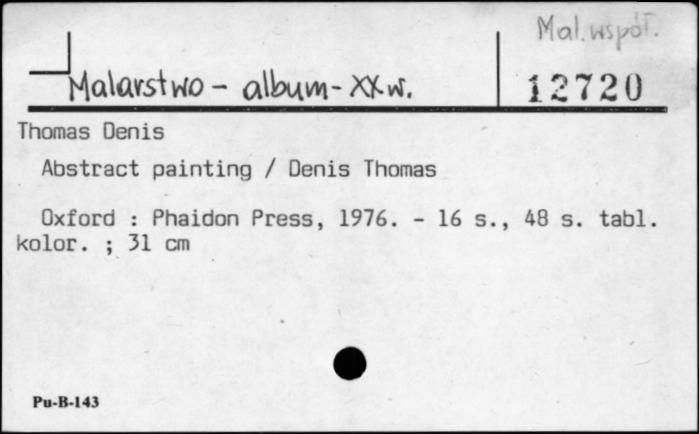 Mal. współ.
Malarstwo - album - XX w.
12720
Thomas Denis
Abstract painting / Denis Thomas
Oxford : Phaidon Press, 1976. - 16 s., 48 s. tabl.
kolor. ; 31 cm
Pu-B-143